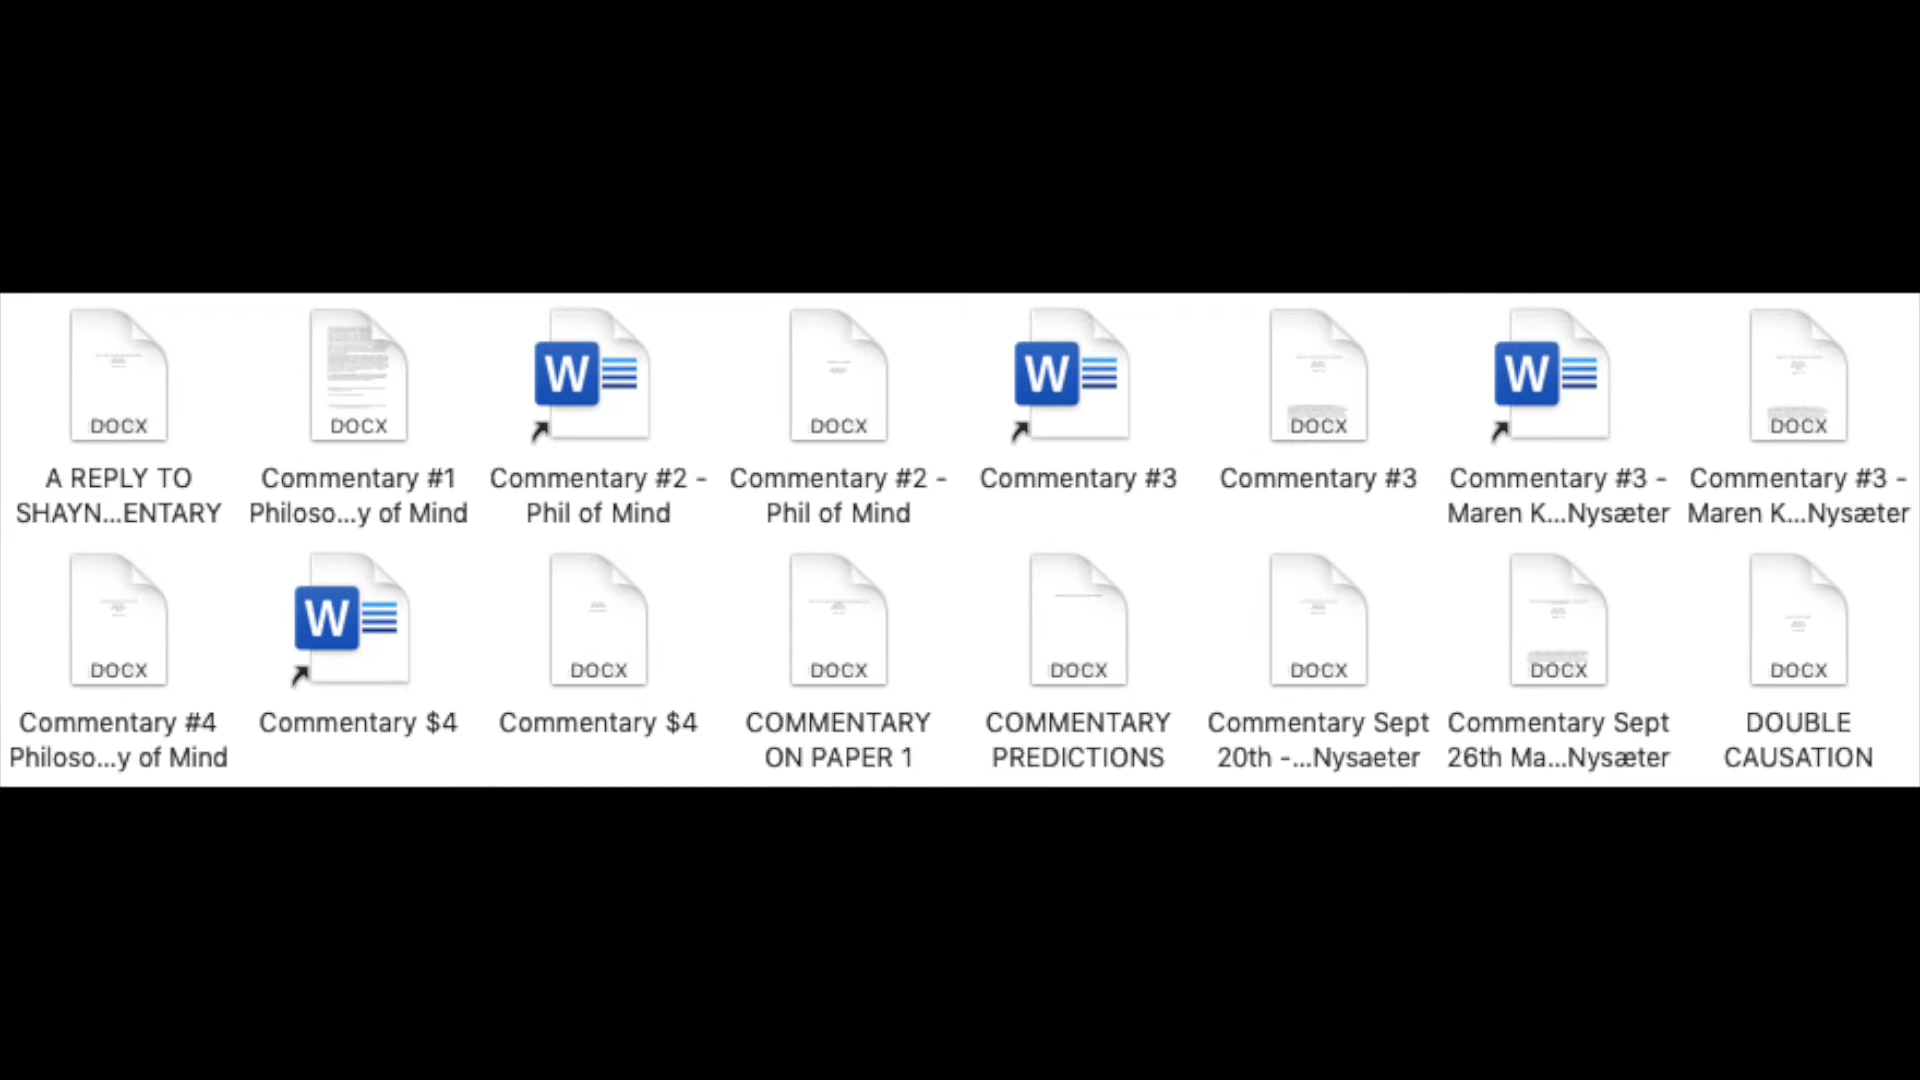 DOCX DOCX W DOCX W DOCX W DOCX
A REPLY TO Commentary #1 Commentary #2 - Commentary #2 - Commentary #3 Commentary #3 Commentary #3 - Commentary #3 -
SHAYN...ENTARY Philoso...y of Mind Phil of Mind Phil of Mind Maren K...Nysæter Maren K...Nysæter
DOCX W DOCX DOCX DOCX DOCX DOCX DOCX
Commentary #4 Commentary $4 Commentary $4 COMMENTARY COMMENTARY Commentary Sept Commentary Sept DOUBLE
Philoso...y of Mind ON PAPER 1 PREDICTIONS 20th -...Nysaeter 26th Ma...Nysæter CAUSATION